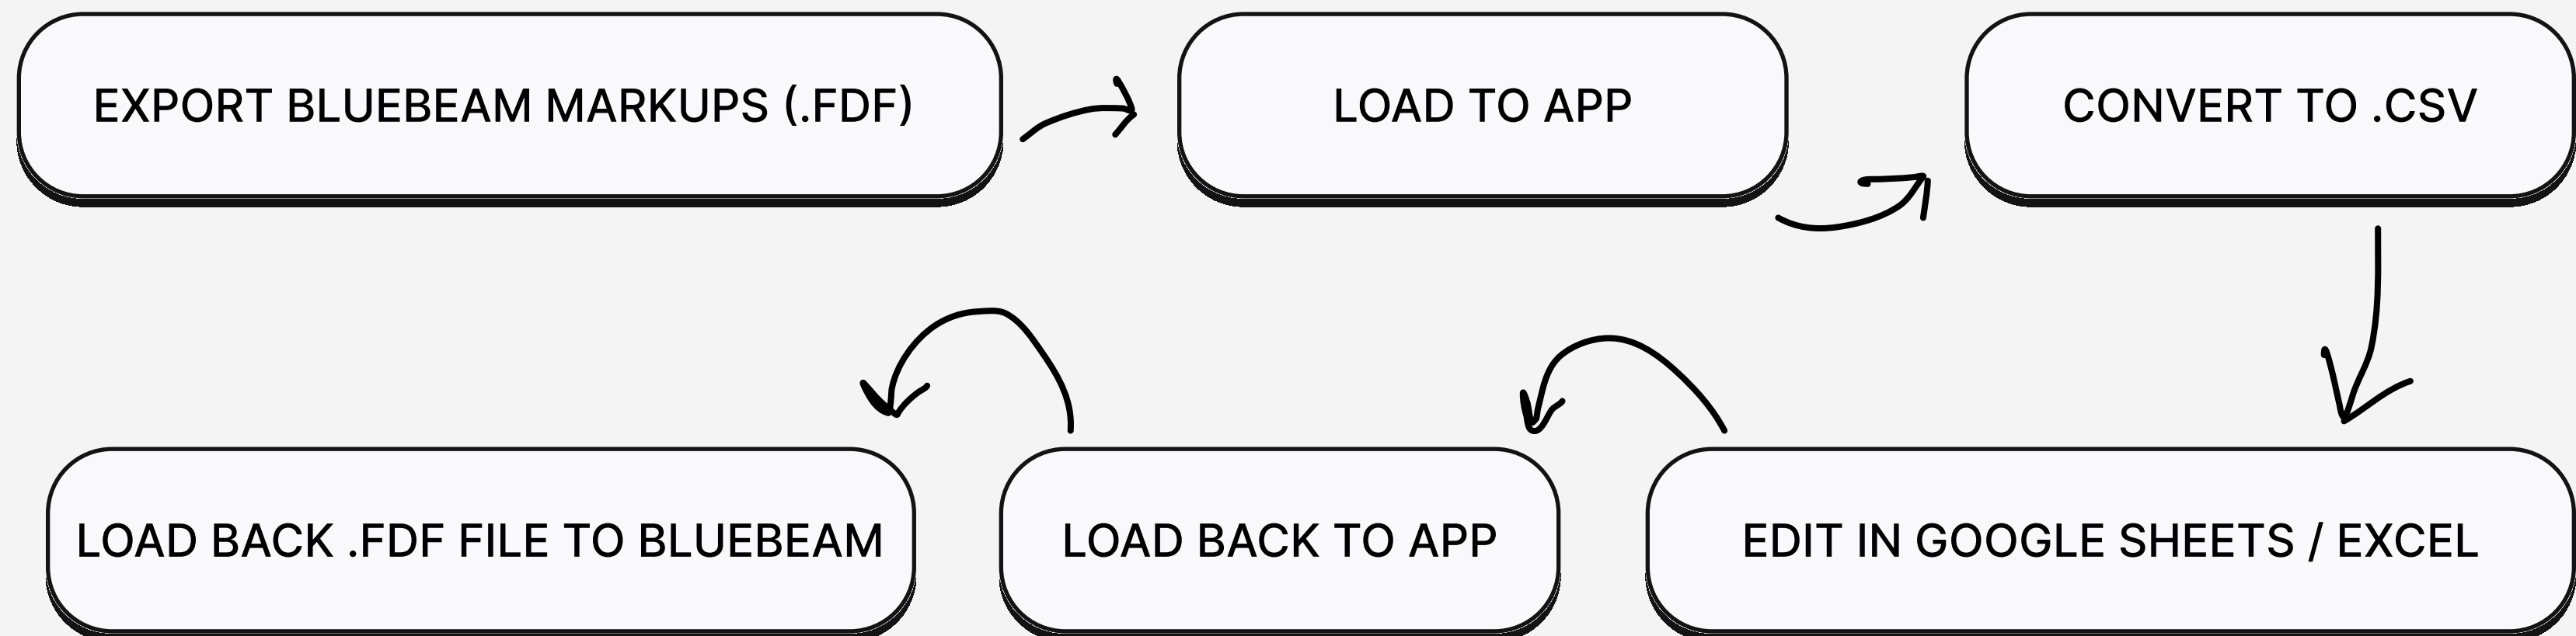 EXPORT BLUEBEAM MARKUPS (.FDF)
LOAD TO APP
CONVERT TO .CSV
EDIT IN GOOGLE SHEETS / EXCEL
LOAD BACK TO APP
LOAD BACK .FDF FILE TO BLUEBEAM